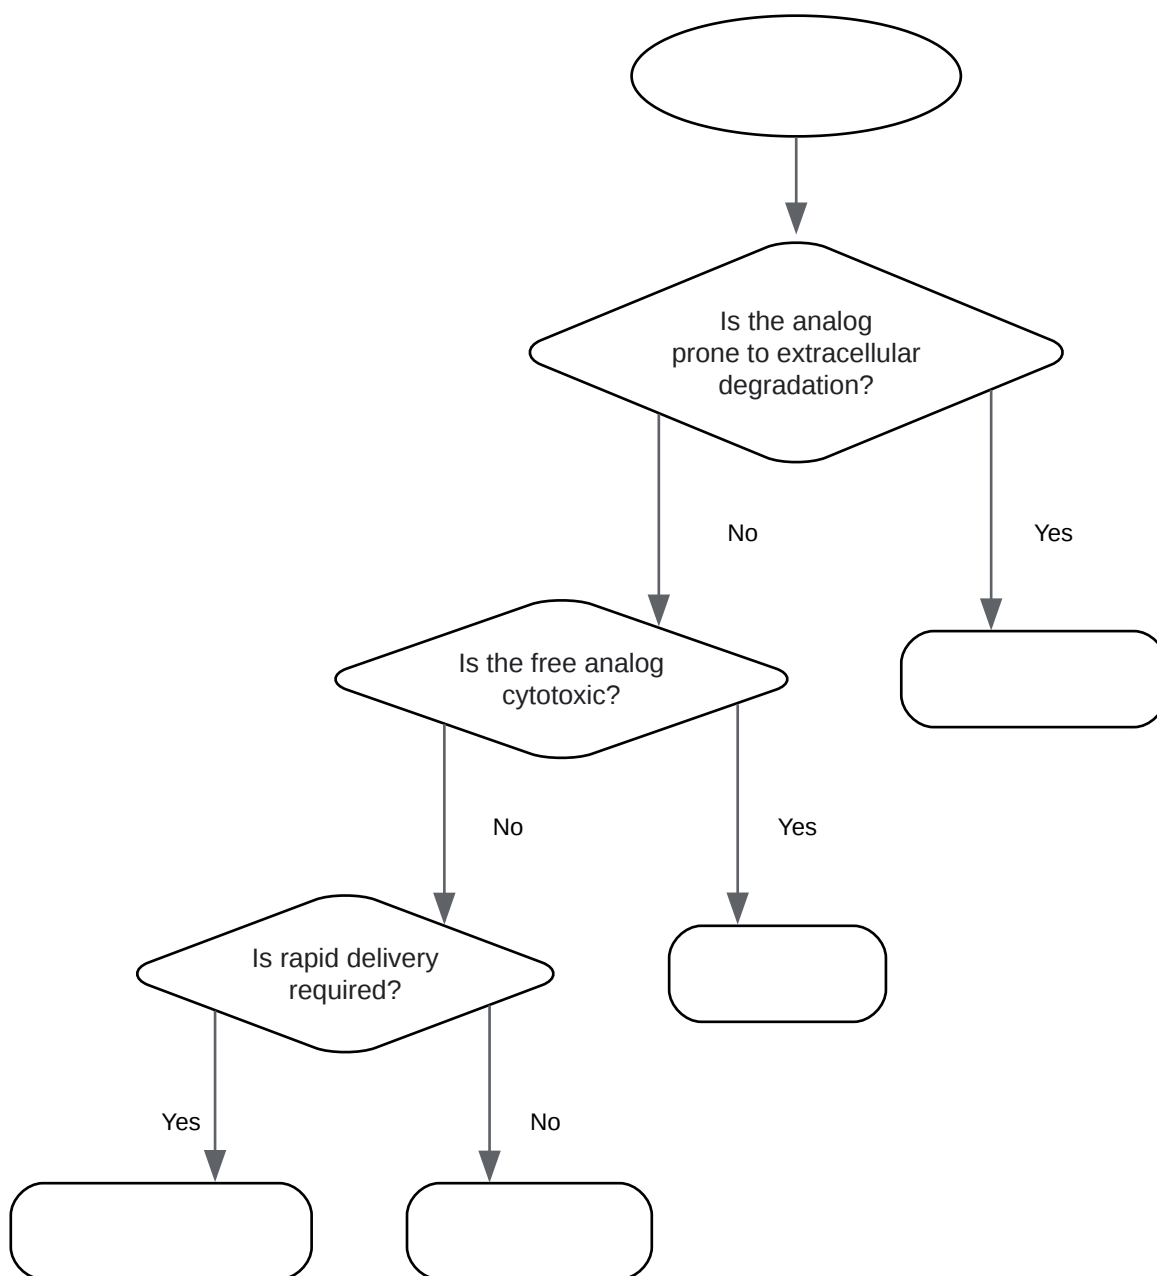 Is the analog
prone to extracellular
degradation?
No
Yes
Is the free analog
cytotoxic?
No
Yes
Is rapid delivery
required?
Yes
No